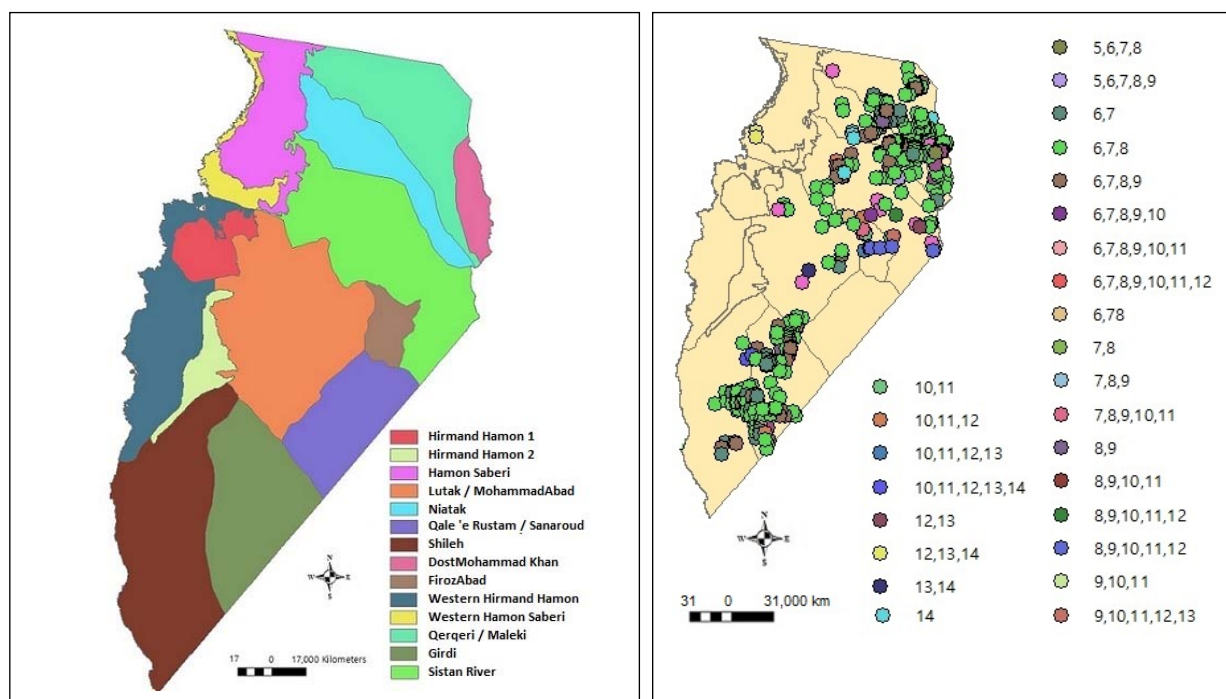 Hirmand Hamon 1
Hirmand Hamon 2
Hamon Saberi
Lutak / MohammadAbad
Niatak
Qale 'e Rustam / Sanaroud
Shileh
DostMohammad Khan
FirozAbad
Western Hirmand Hamon
Western Hamon Saberi
Qerqeri / Maleki
Girdi
Sistan River
N
W E
S
17 0 17,000 Kilometers
5,6,7,8
5,6,7,8,9
6,7
6,7,8
6,7,8,9
6,7,8,9,10
6,7,8,9,10,11
6,7,8,9,10,11,12
6,78
7,8
7,8,9
7,8,9,10,11
8,9
8,9,10,11
8,9,10,11,12
8,9,10,11,12
9,10,11
9,10,11,12,13
10,11
10,11,12
10,11,12,13
10,11,12,13,14
12,13
12,13,14
13,14
14
N
W E
S
31 0 31,000 km